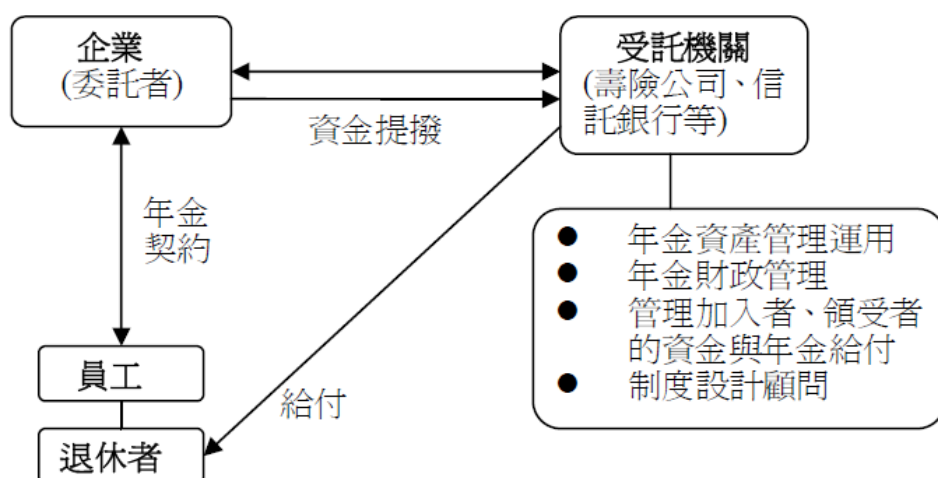 企業
(委託者)
受託機關
(壽險公司、信
託銀行等)
資金提撥
年金
契約
● 年金資產管理運用
● 年金財政管理
● 管理加入者、領受者
的資金與年金給付
● 制度設計顧問
員工
給付
退休者